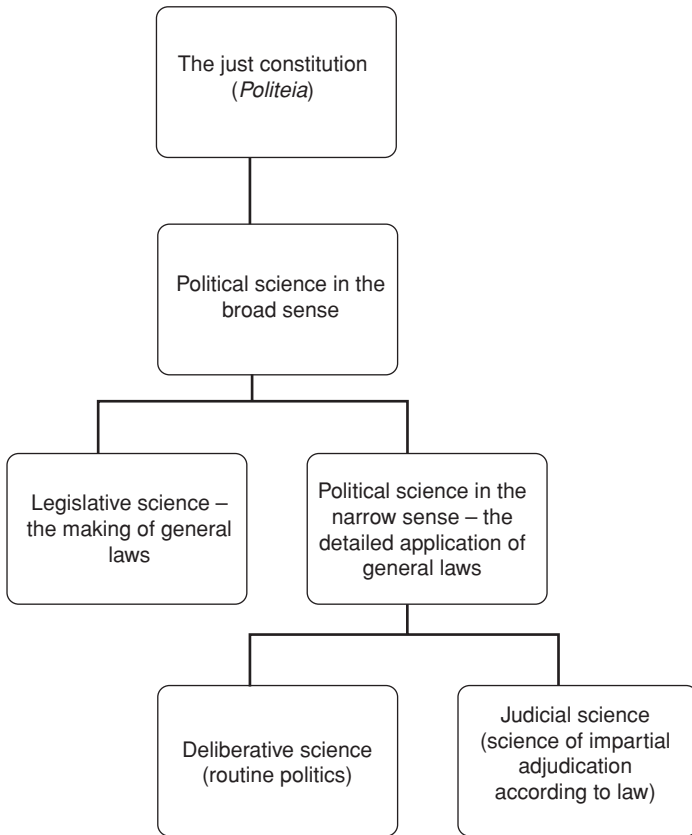 The just constitution
(Politeia)
Political science in the
broad sense
Legislative science –
the making of general
laws
Political science in the
narrow sense – the
detailed application of
general laws
Deliberative science
(routine politics)
Judicial science
(science of impartial
adjudication
according to law)